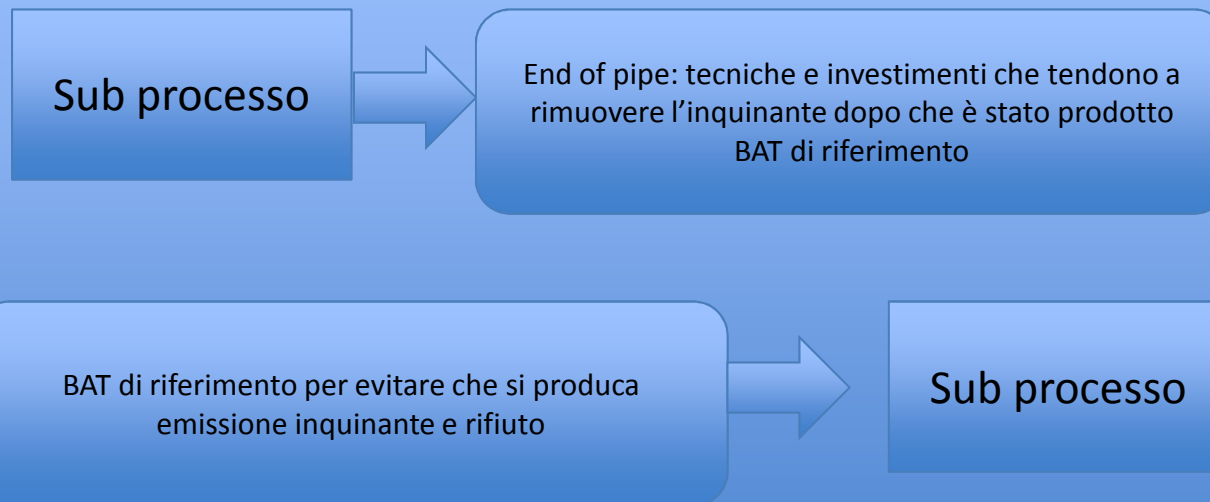 Sub processo
End of pipe: tecniche e investimenti che tendono a
rimuovere l’inquinante dopo che è stato prodotto
BAT di riferimento
BAT di riferimento per evitare che si produca
emissione inquinante e rifiuto
Sub processo